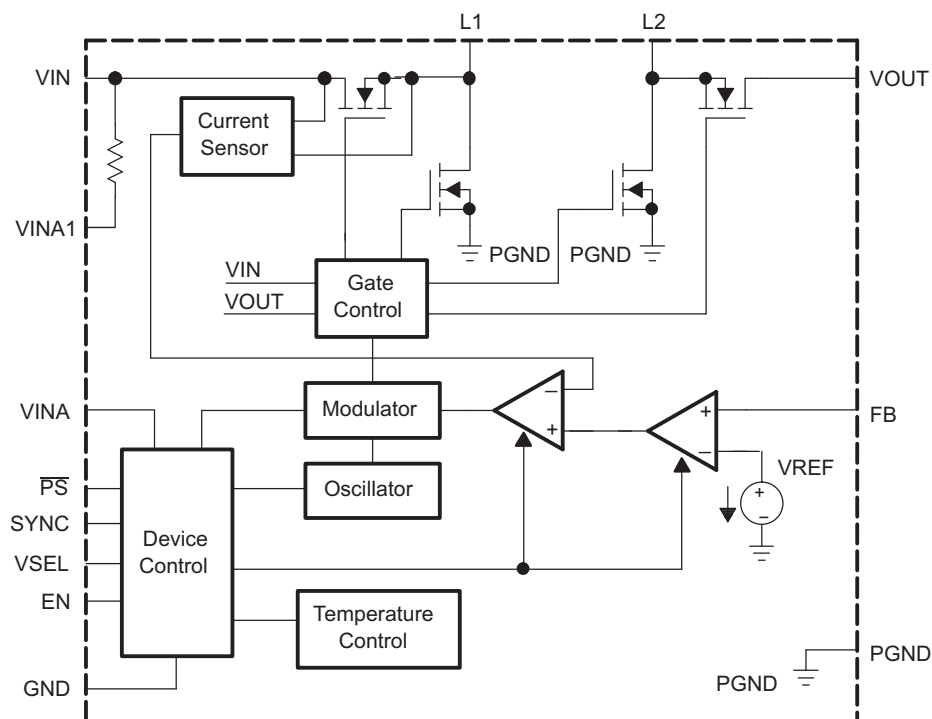 L1
L2
VIN
VOUT
Current
Sensor
VINA1
PGND
PGND
VIN
VOUT
Gate
Control
VINA
Modulator
−
+
+
−
FB
VREF
+
−
PS
Oscillator
SYNC
VSEL
Device
Control
EN
Temperature
Control
GND
PGND
PGND